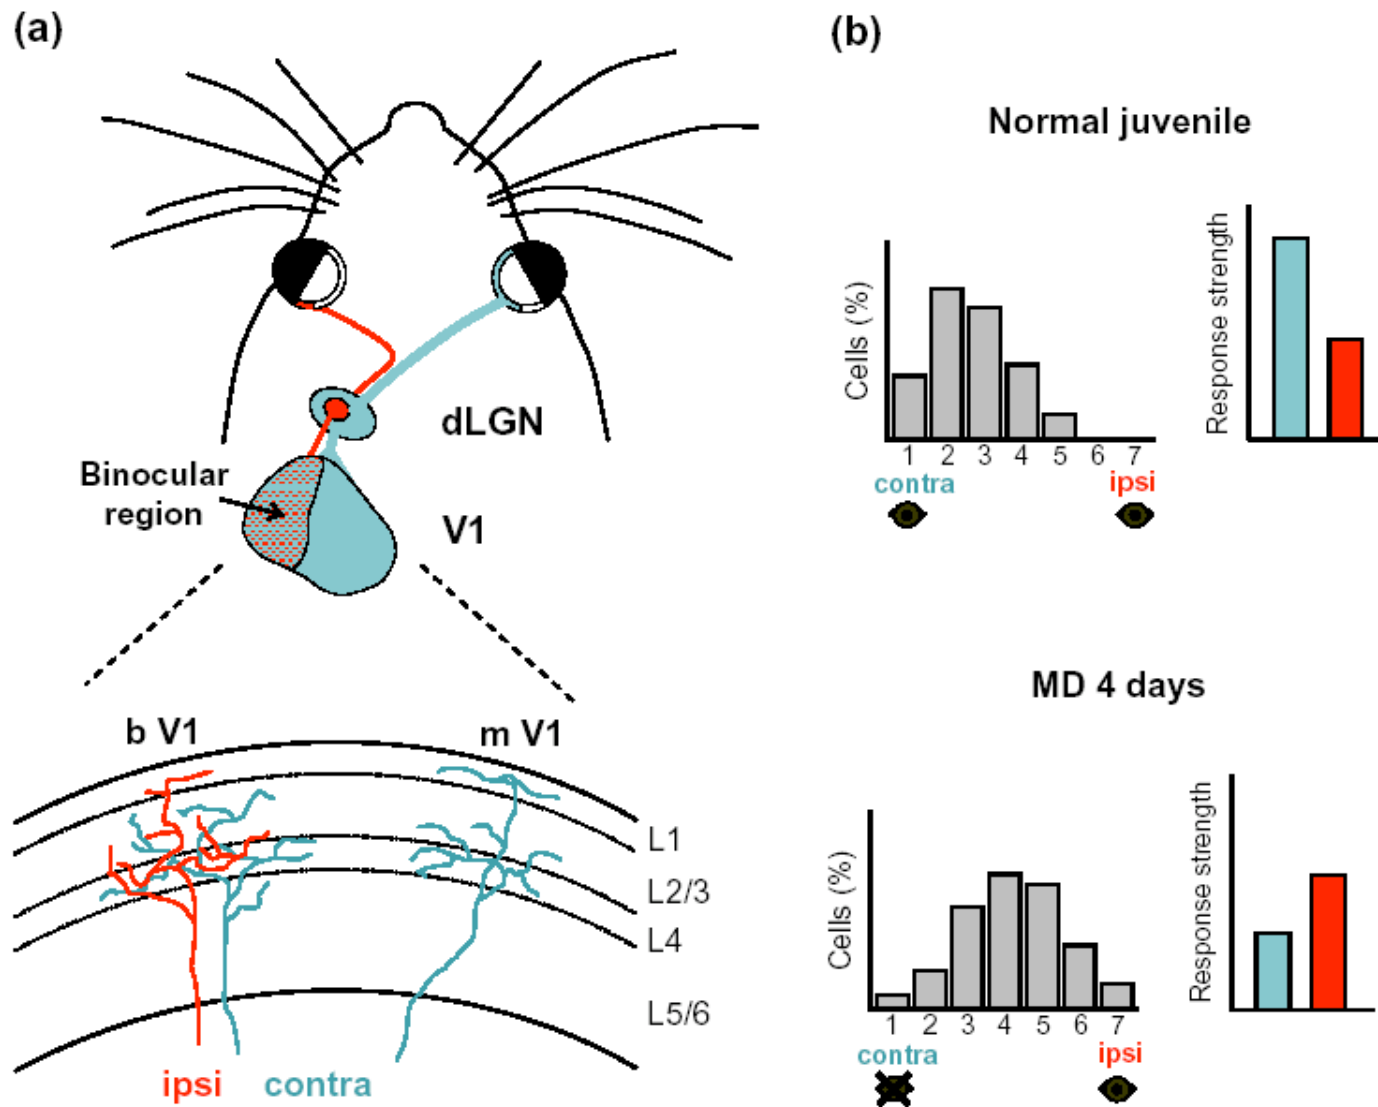 (a)
dLGN
Binocular
region
V1
b V1
m V1
L1
L2/3
L4
L5/6
ipsi
contra
(b)
Normal juvenile
Cells (%)
1 2 3 4 5 6 7
contra
ipsi
Response strength
MD 4 days
Cells (%)
1 2 3 4 5 6 7
contra
ipsi
Response strength